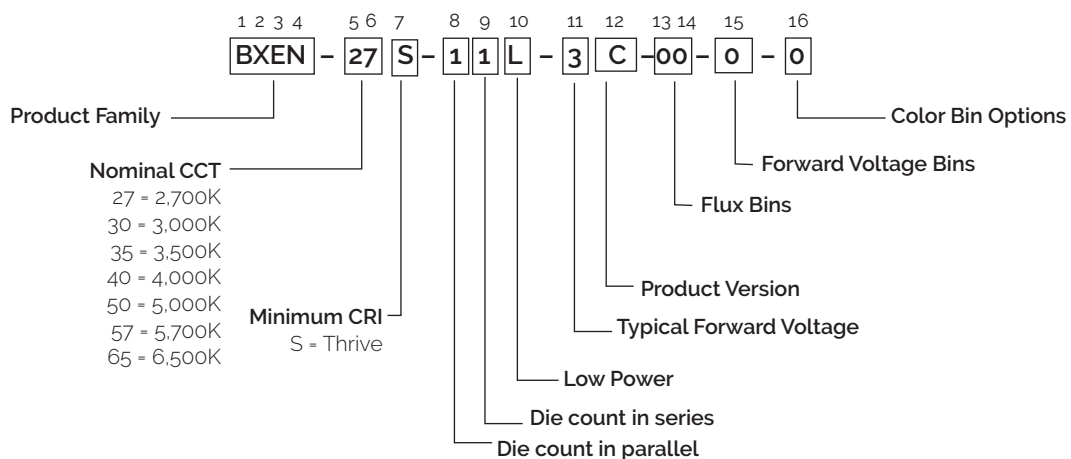 1 2 3 4 5 6 7 8 9 10 11 12 13 14 15 16
BXEN – 27 S – 1 1 L – 3 C –00 – 0 – 0
Product Family
Color Bin Options
Nominal CCT
27 = 2,700K
30 = 3,000K
35 = 3,500K
40 = 4,000K
50 = 5,000K
57 = 5,700K
65 = 6,500K
Forward Voltage Bins
Flux Bins
Minimum CRI
S = Thrive
Product Version
Typical Forward Voltage
Low Power
Die count in series
Die count in parallel